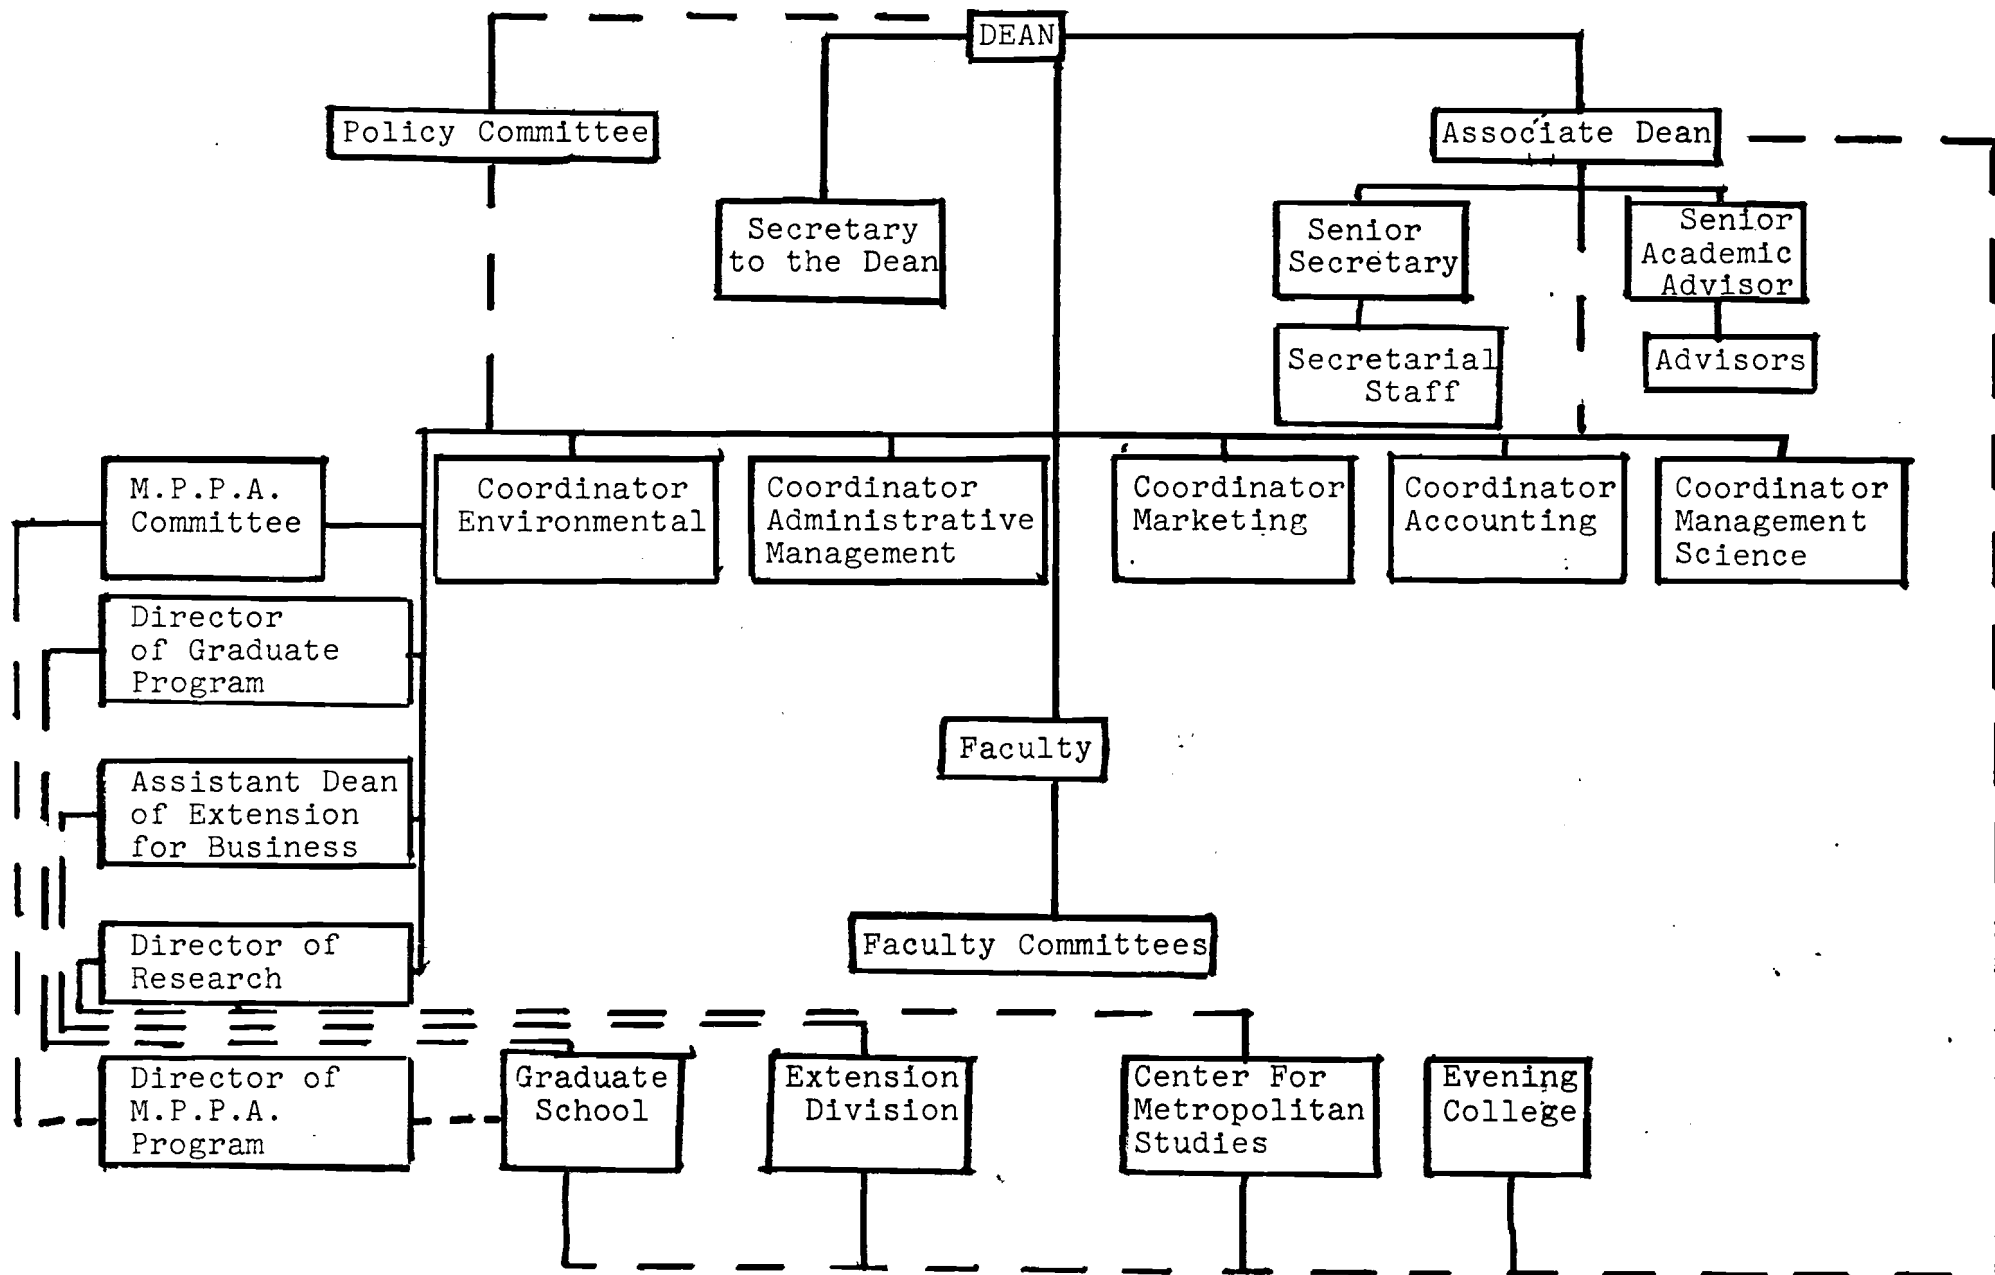 DEAN
Policy Committee
Associate Dean
Secretary
to the Dean
Senior
Secretary
Senior
Academic
Advisor
Secretarial
Staff
Advisors
M.P.P.A.
Committee
Coordinator
Environmental
Coordinator
Administrative
Management
Coordinator
Marketing
Coordinator
Accounting
Coordinator
Management
Science
Director
of Graduate
Program
Faculty
Assistant Dean
of Extension
for Business
Director of
Research
Faculty Committees
Director of
M.P.P.A.
Program
Graduate
School
Extension
Division
Center For
Metropolitan
Studies
Evening
College